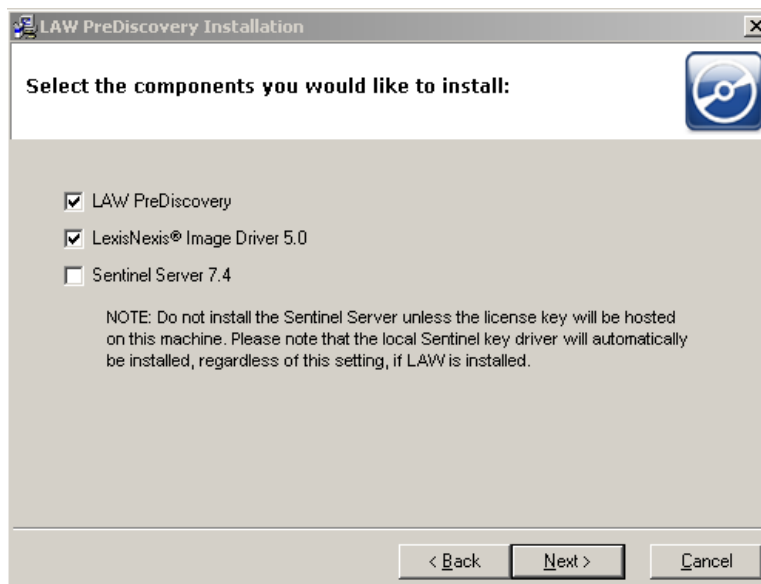 LAW PreDiscovery Installation
Select the components you would like to install:
LAW PreDiscovery
LexisNexis® Image Driver 5.0
Sentinel Server 7.4
NOTE: Do not install the Sentinel Server unless the license key will be hosted
on this machine. Please note that the local Sentinel key driver will automatically
be installed, regardless of this setting, if LAW is installed.
< Back
Next >
Cancel